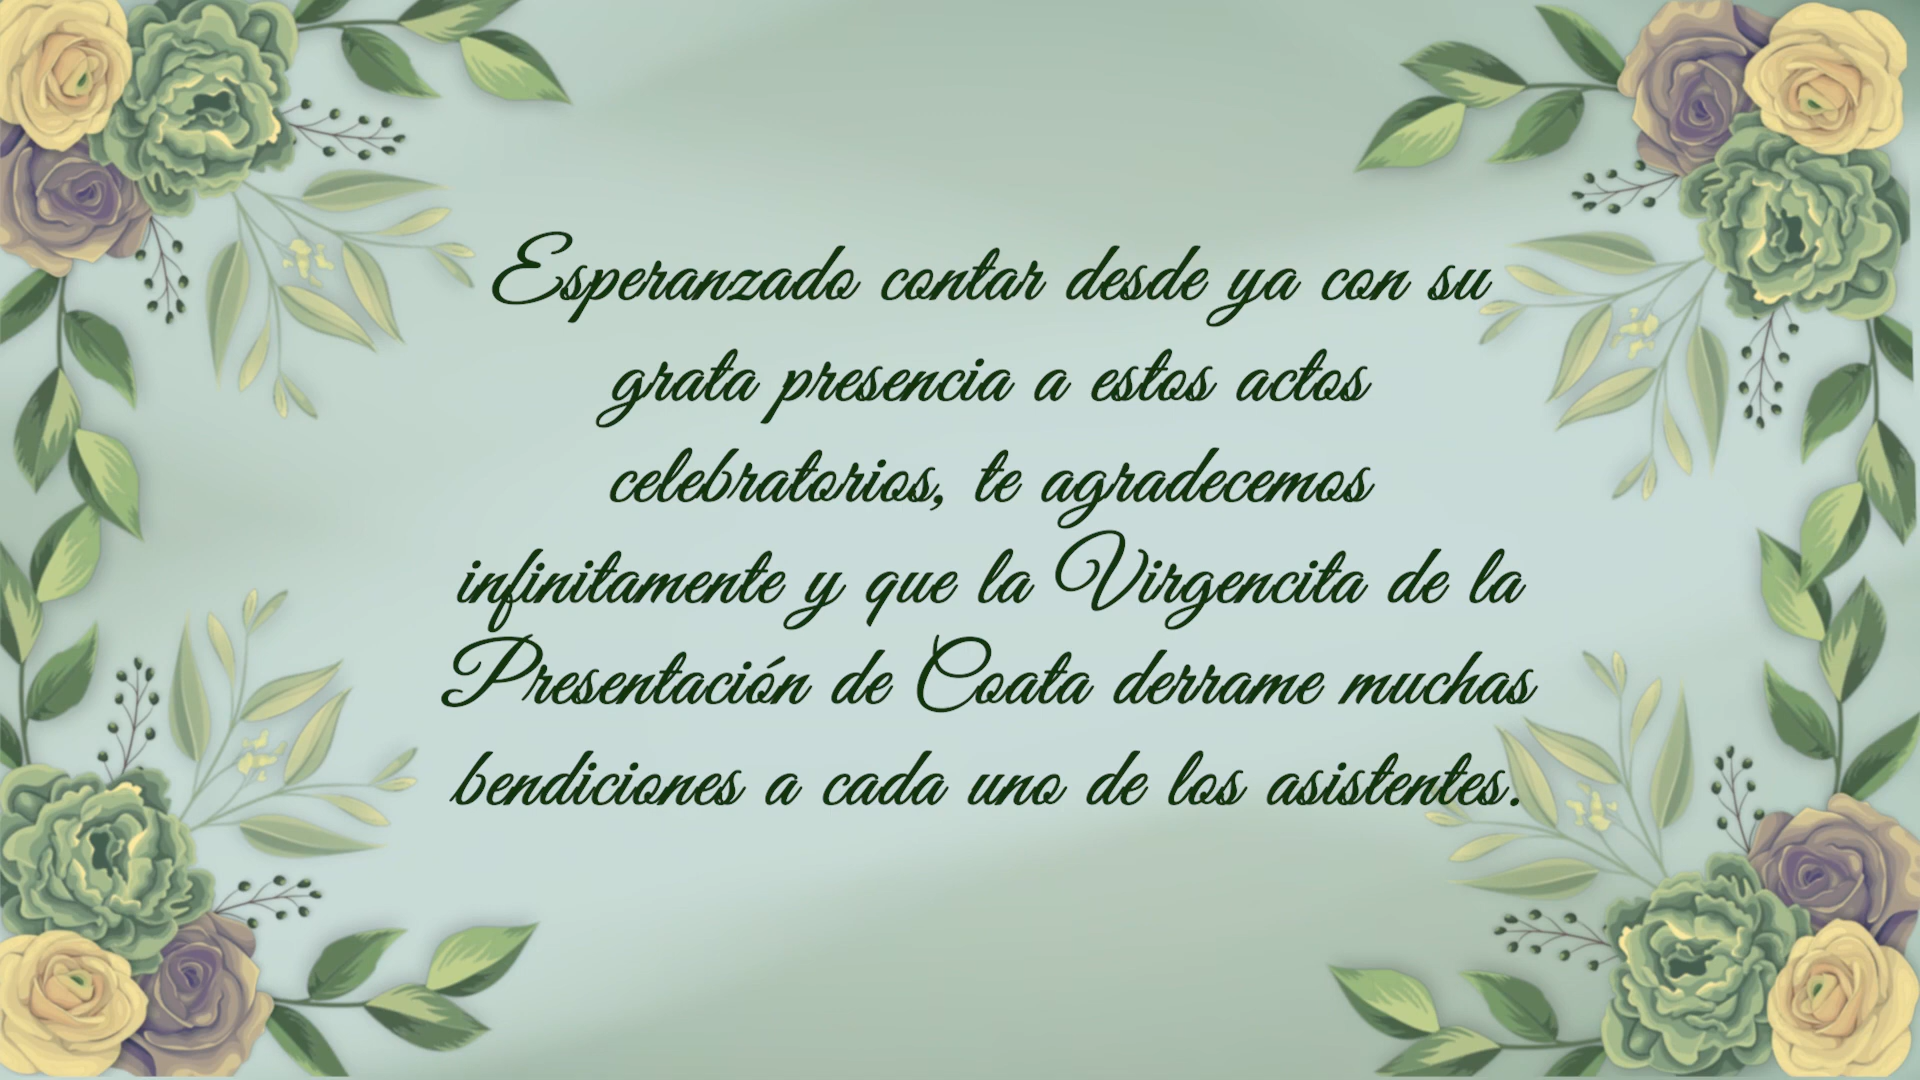 Esperanzado contar desde ya con su
grata presencia a estos actos
celebratorios, te agradecemos
infinitamente y que la Virgencita de la
Presentación de Coata derrame muchas
bendiciones a cada uno de los asistentes.